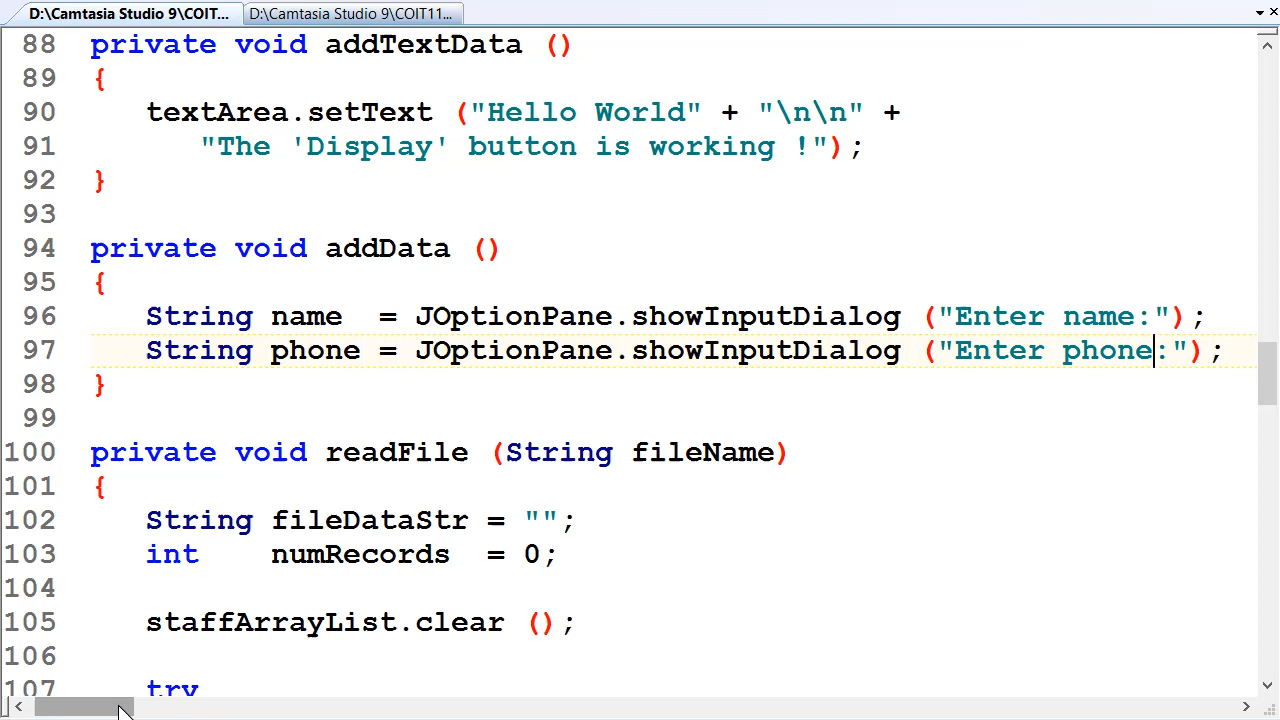 D:\Camtasia Studio 9\COIT... D:\Camtasia Studio 9\COIT11...
88 private void addTextData ()
89 {
90 textArea.setText ("Hello World" + "\n\n" +
91 "The 'Display' button is working !");
92 }
93
94 private void addData ()
95 {
96 String name = JOptionPane.showInputDialog ("Enter name:");
97 String phone = JOptionPane.showInputDialog ("Enter phone:");
98 }
99
100 private void readFile (String fileName)
101 {
102 String fileDataStr = "";
103 int numRecords = 0;
104
105 staffArrayList.clear ();
106
107 try